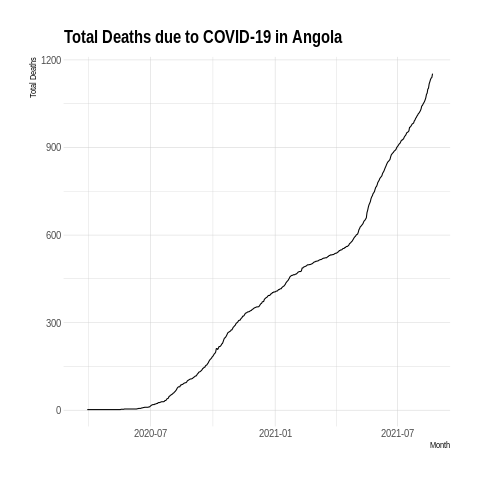 Total Deaths due to COVID-19 in Angola
Total Deaths
1200
900
600
300
0
2020-07
2021-01
2021-07
Month